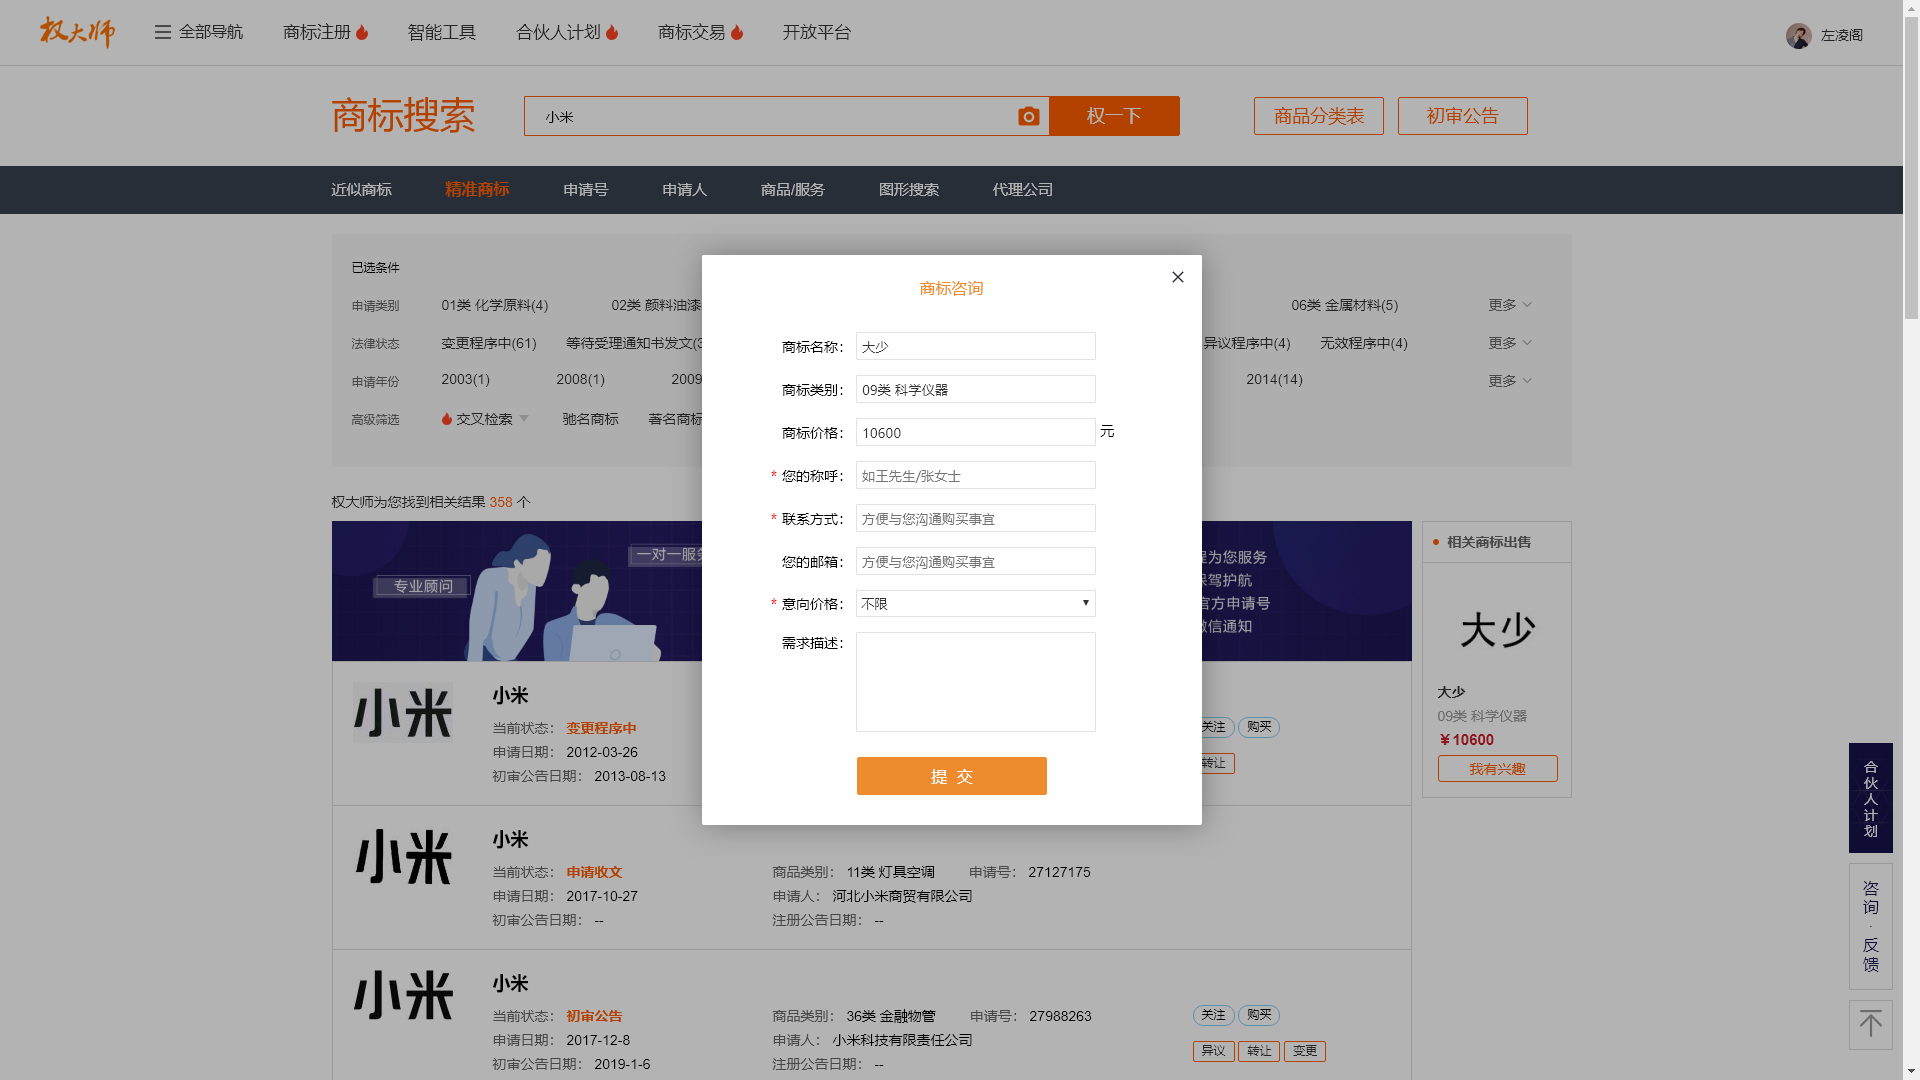 权大师 全部导航 商标注册 智能工具 合伙人计划 商标交易 开放平台 左凌阁
商标搜索 小米 权一下 商品分类表 初审公告
近似商标 精准商标 申请号 申请人 商品/服务 图形搜索 代理公司
已选条件
申请类别 01类 化学原料(4) 02类 颜料油漆 06类 金属材料(5) 更多
法律状态 变更程序中(61) 等待受理通知书发文( 异议程序中(4) 无效程序中(4) 更多
申请年份 2003(1) 2008(1) 2009 2014(14) 更多
高级筛选 交叉检索 驰名商标 著名商标
商标咨询
商标名称： 大少
商标类别： 09类 科学仪器
商标价格： 10600 元
* 您的称呼： 如王先生/张女士
* 联系方式： 方便与您沟通购买事宜
您的邮箱： 方便与您沟通购买事宜
* 意向价格： 不限
需求描述：
提 交
权大师为您找到相关结果 358 个
专业顾问
一对一服务
程为您服务
保驾护航
官方申请号
微信通知
小米
小米
当前状态： 变更程序中
申请日期： 2012-03-26
初审公告日期： 2013-08-13
关注 购买
转让
小米
小米
当前状态： 申请收文 商品类别： 11类 灯具空调 申请号： 27127175
申请日期： 2017-10-27 申请人： 河北小米商贸有限公司
初审公告日期： -- 注册公告日期： --
小米
小米
当前状态： 初审公告 商品类别： 36类 金融物管 申请号： 27988263
申请日期： 2017-12-8 申请人： 小米科技有限责任公司
初审公告日期： 2019-1-6 注册公告日期： --
关注 购买
异议 转让 变更
相关商标出售
大少
大少
09类 科学仪器
¥10600
我有兴趣
合伙人计划
咨询·反馈